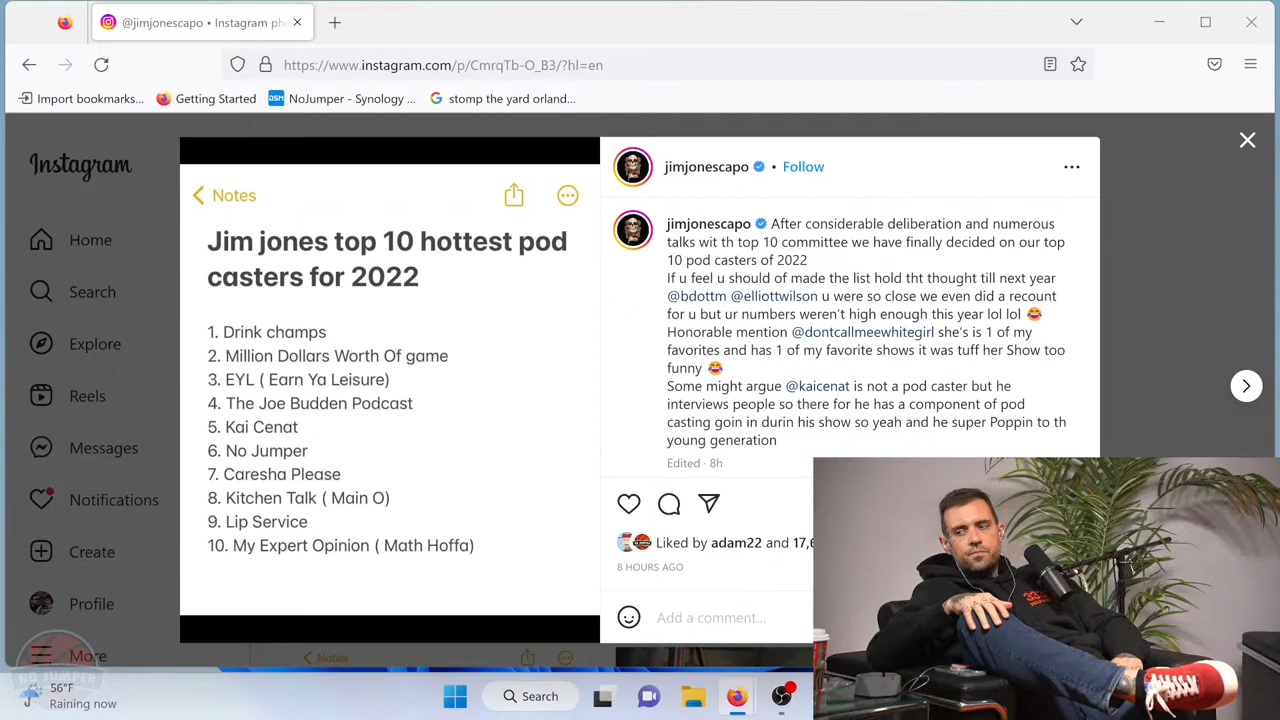 @jimjonescapo • Instagram pho
https://www.instagram.com/p/CmrqTb-O_B3/?hl=en
Import bookmarks...
Getting Started
DSM
NoJumper - Synology ...
stomp the yard orland...
Instagram
Home
Search
Explore
Reels
Messages
Notifications
Create
Profile
More
Notes
Jim jones top 10 hottest pod
casters for 2022
1. Drink champs
2. Million Dollars Worth Of game
3. EYL ( Earn Ya Leisure)
4. The Joe Budden Podcast
5. Kai Cenat
6. No Jumper
7. Caresha Please
8. Kitchen Talk ( Main O)
9. Lip Service
10. My Expert Opinion ( Math Hoffa)
jimjonescapo • Follow
jimjonescapo After considerable deliberation and numerous
talks wit th top 10 committee we have finally decided on our top
10 pod casters of 2022
If u feel u should of made the list hold tht thought till next year
@bdottm @elliottwilson u were so close we even did a recount
for u but ur numbers weren't high enough this year lol lol 😂
Honorable mention @dontcallmeewhitegirl she's is 1 of my
favorites and has 1 of my favorite shows it was tuff her Show too
funny 😂
Some might argue @kaicenat is not a pod caster but he
interviews people so there for he has a component of pod
casting goin in durin his show so yeah and he super Poppin to th
young generation
Edited · 8h
Liked by adam22 and 17,6
8 HOURS AGO
Add a comment...
Notes
NO JUMPER
56°F
Raining now
Search